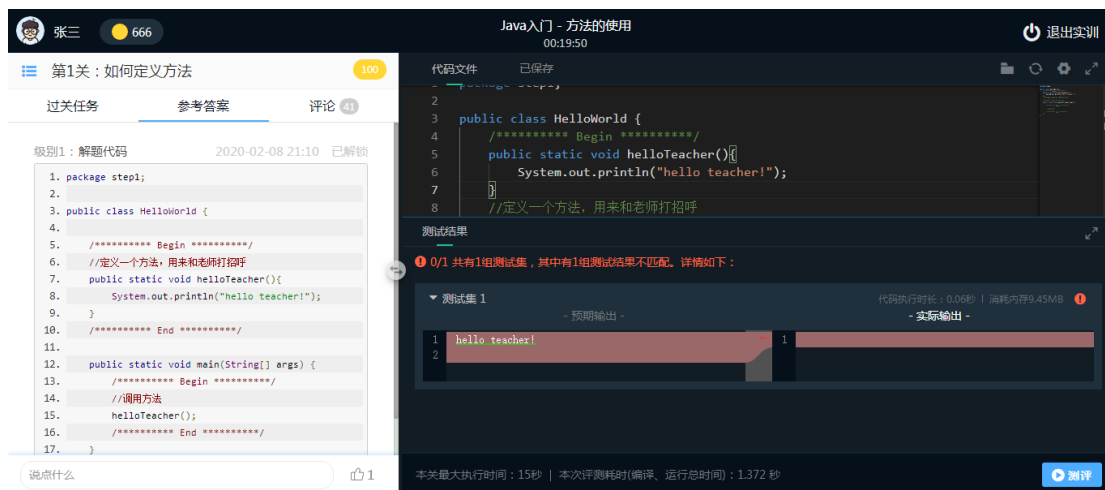 张三
666
Java入门 - 方法的使用
00:19:50
退出实训
第1关：如何定义方法
100
过关任务
参考答案
评论 41
级别1：解题代码
2020-02-08 21:10 已解锁
1. package step1;
2.
3. public class HelloWorld {
4.
5. /********** Begin **********/
6. //定义一个方法，用来和老师打招呼
7. public static void helloTeacher(){
8. System.out.println("hello teacher!");
9. }
10. /********** End **********/
11.
12. public static void main(String[] args) {
13. /********** Begin **********/
14. //调用方法
15. helloTeacher();
16. /********** End **********/
17. }
说点什么
1
代码文件
已保存
package step1;
2
3 public class HelloWorld {
4 /********** Begin **********/
5 public static void helloTeacher(){
6 System.out.println("hello teacher!");
7 }
8 //定义一个方法，用来和老师打招呼
测试结果
0/1 共有1组测试集，其中有1组测试结果不匹配。详情如下：
测试集 1
代码执行时长：0.06秒 | 消耗内存9.45MB
- 预期输出 -
- 实际输出 -
1 hello teacher!
2
1
本关最大执行时间：15秒 | 本次评测耗时(编译、运行总时间)：1.372 秒
测评